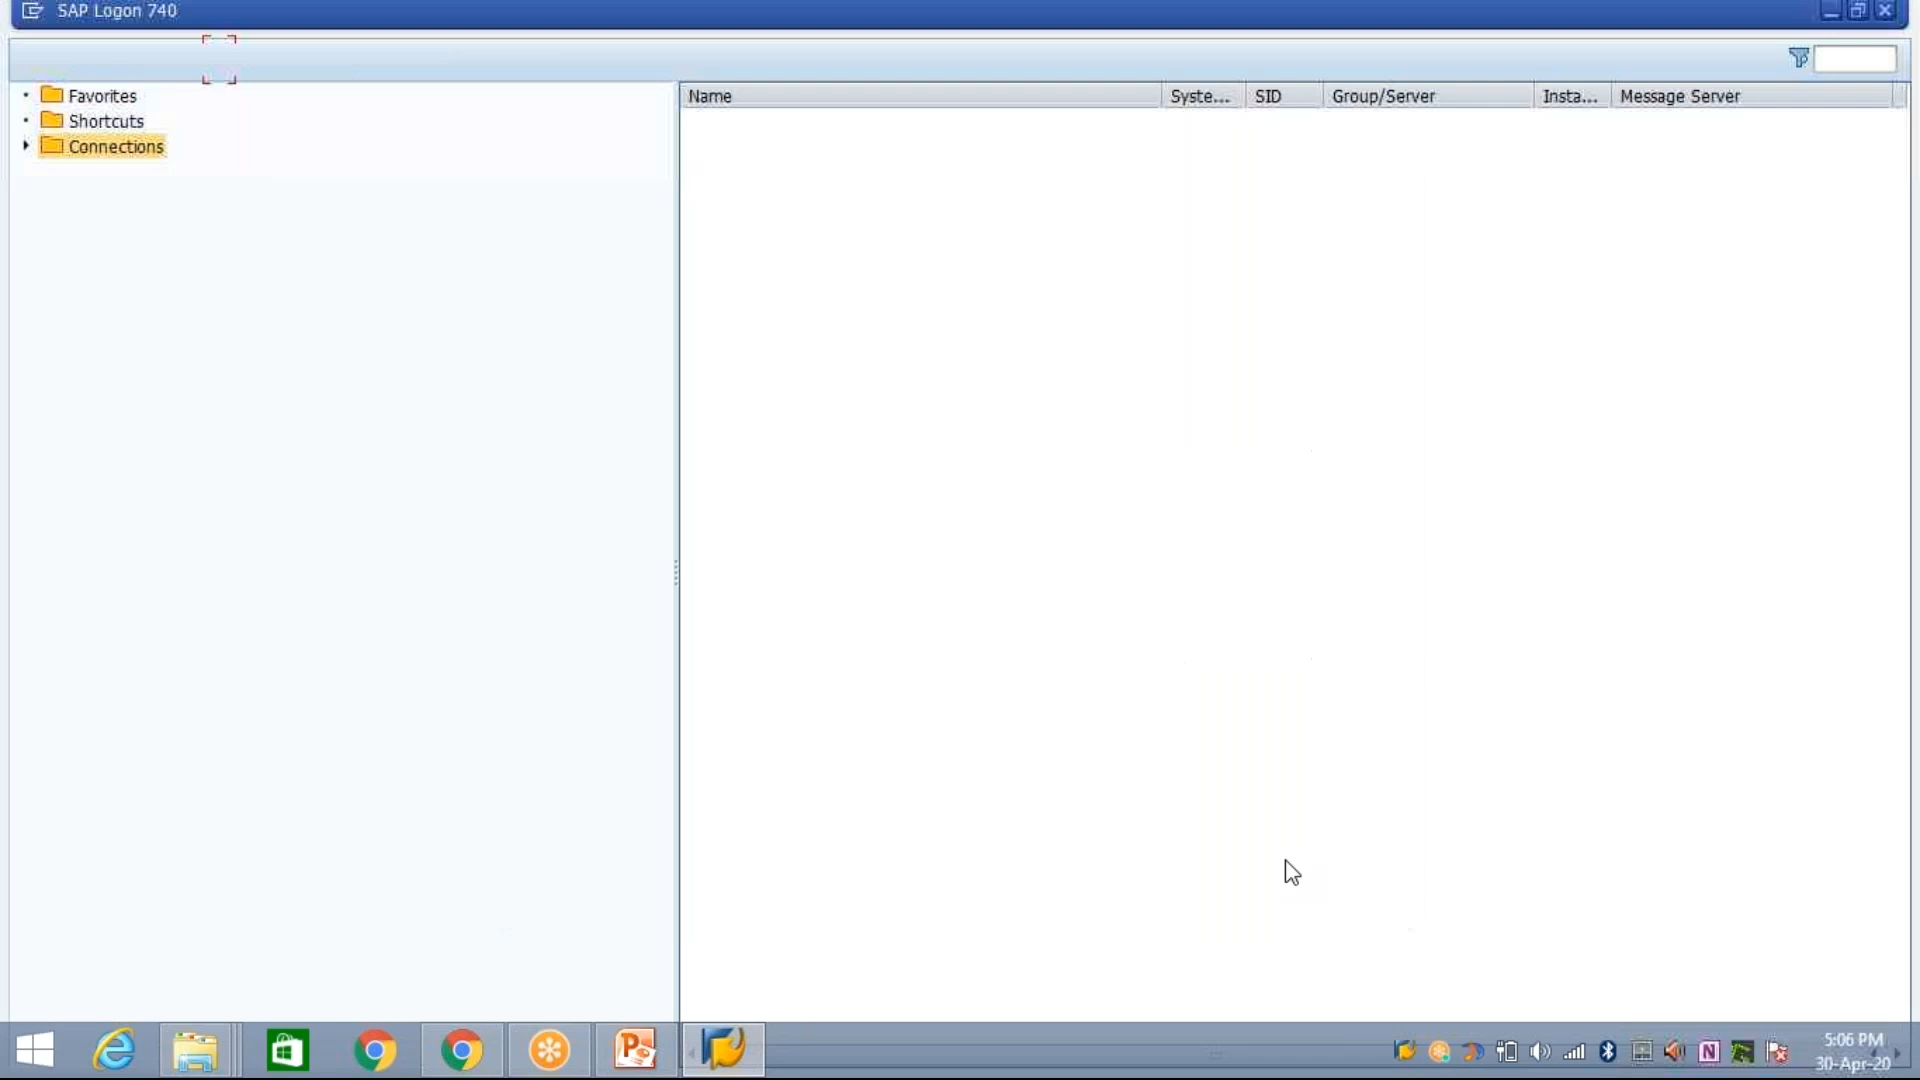 SAP Logon 740
Favorites
Shortcuts
Connections
Name Syste... SID Group/Server Insta... Message Server
5:06 PM
30-Apr-20